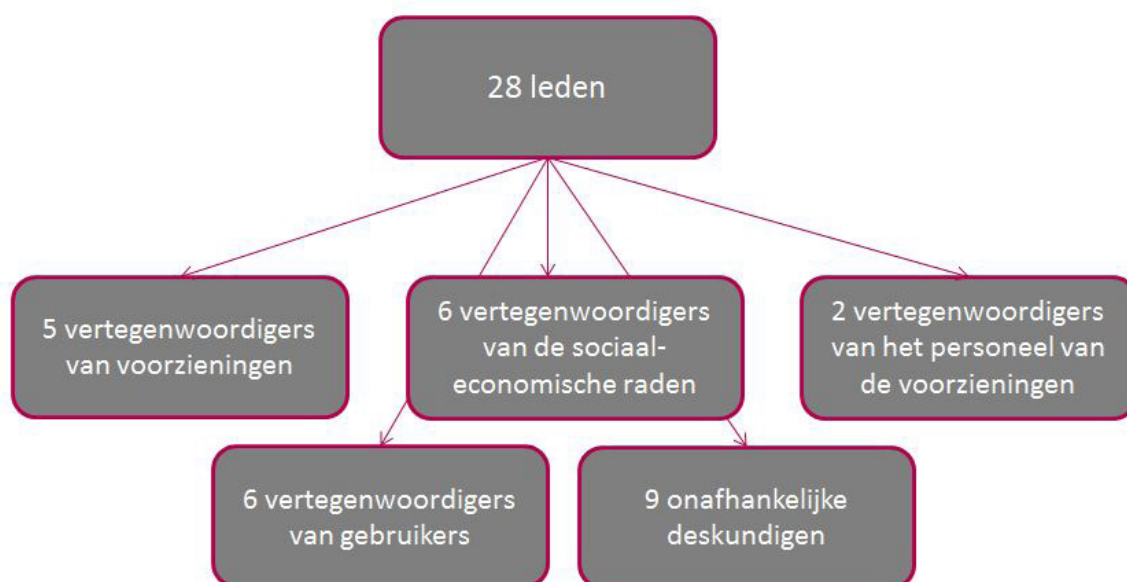 28 leden
5 vertegenwoordigers
van voorzieningen
6 vertegenwoordigers
van de sociaal-
economische raden
2 vertegenwoordigers
van het personeel van
de voorzieningen
6 vertegenwoordigers
van gebruikers
9 onafhankelijke
deskundigen